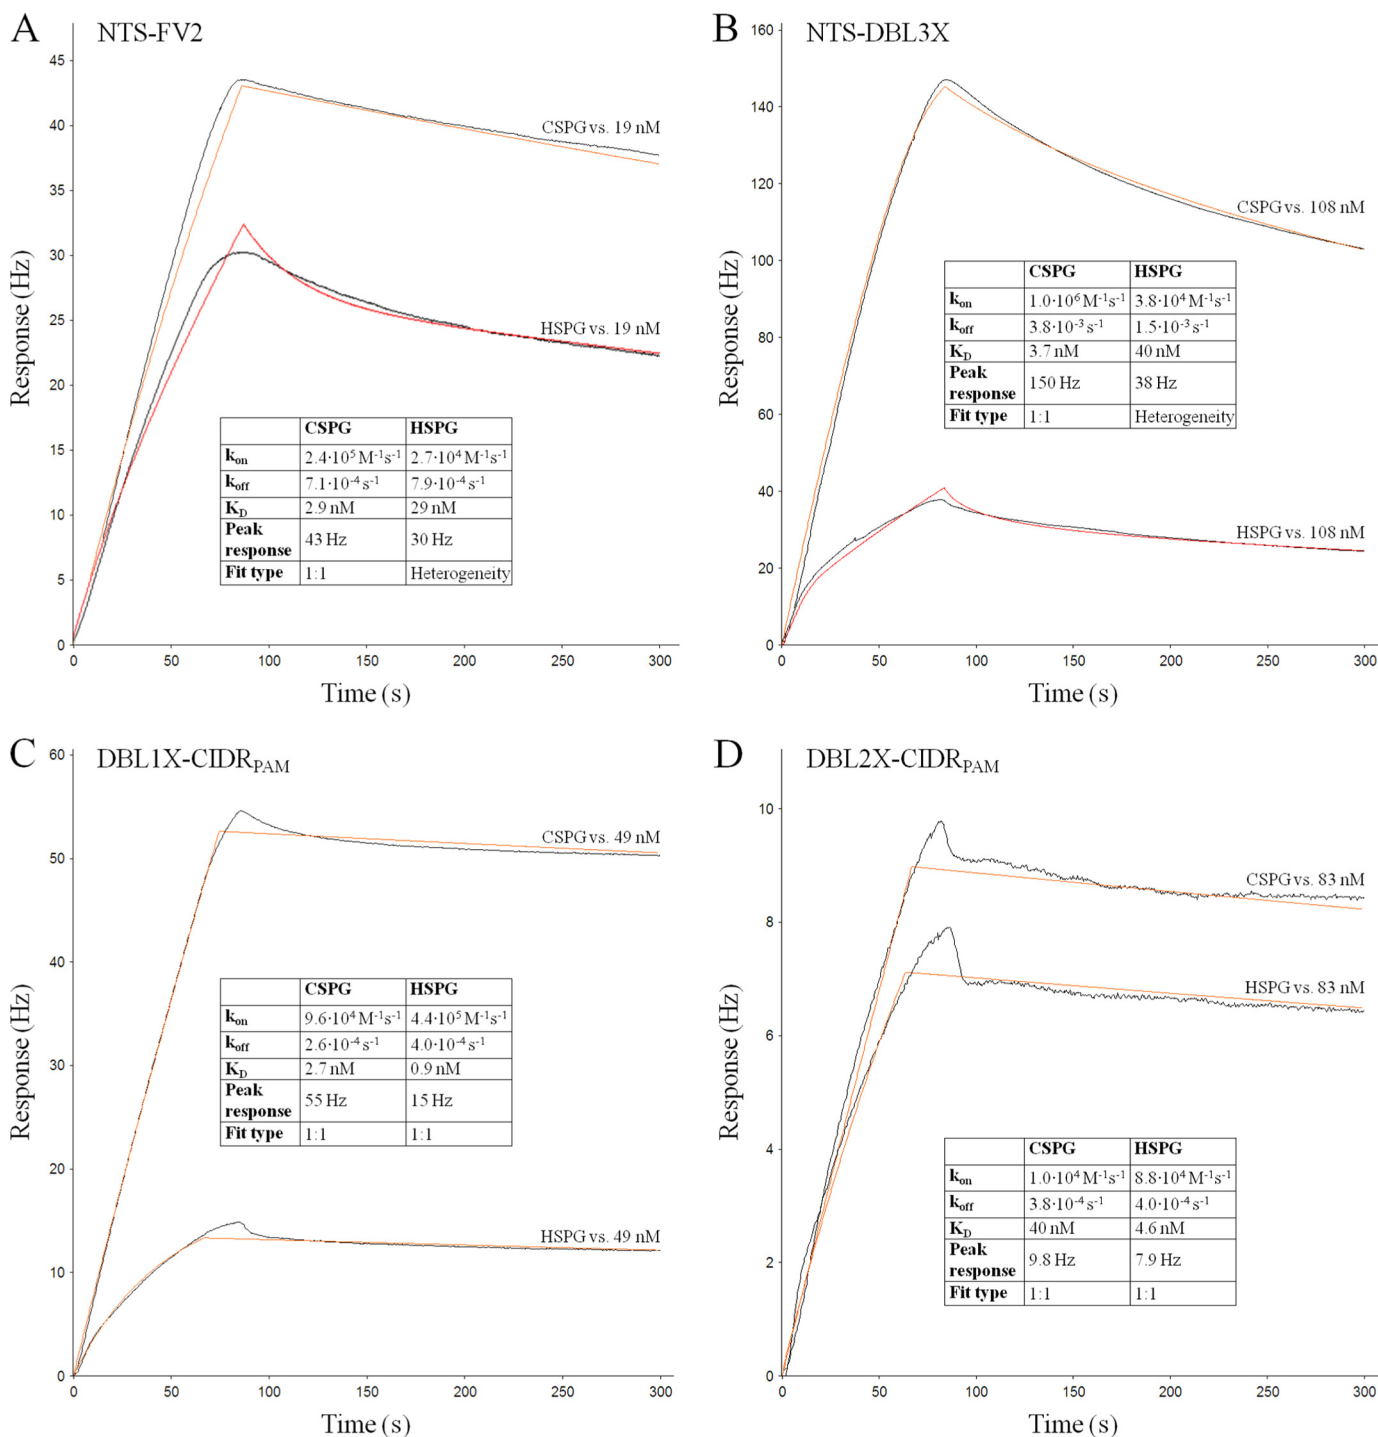 A NTS-FV2
45
40
35
30
25
20
15
10
5
0
Response (Hz)
CSPG vs. 19 nM
HSPG vs. 19 nM
CSPG HSPG
k_on 2.4·10⁵ M⁻¹s⁻¹ 2.7·10⁴ M⁻¹s⁻¹
k_off 7.1·10⁻⁴ s⁻¹ 7.9·10⁻⁴ s⁻¹
K_D 2.9 nM 29 nM
Peak
response 43 Hz 30 Hz
Fit type 1:1 Heterogeneity
0 50 100 150 200 250 300
Time (s)
B NTS-DBL3X
160
140
120
100
80
60
40
20
0
Response (Hz)
CSPG vs. 108 nM
CSPG HSPG
k_on 1.0·10⁶ M⁻¹s⁻¹ 3.8·10⁴ M⁻¹s⁻¹
k_off 3.8·10⁻³ s⁻¹ 1.5·10⁻³ s⁻¹
K_D 3.7 nM 40 nM
Peak
response 150 Hz 38 Hz
Fit type 1:1 Heterogeneity
HSPG vs. 108 nM
0 50 100 150 200 250 300
Time (s)
C DBL1X-CIDR_PAM
60
50
40
30
20
10
0
Response (Hz)
CSPG vs. 49 nM
CSPG HSPG
k_on 9.6·10⁴ M⁻¹s⁻¹ 4.4·10⁵ M⁻¹s⁻¹
k_off 2.6·10⁻⁴ s⁻¹ 4.0·10⁻⁴ s⁻¹
K_D 2.7 nM 0.9 nM
Peak
response 55 Hz 15 Hz
Fit type 1:1 1:1
HSPG vs. 49 nM
0 50 100 150 200 250 300
Time (s)
D DBL2X-CIDR_PAM
10
8
6
4
2
0
Response (Hz)
CSPG vs. 83 nM
HSPG vs. 83 nM
CSPG HSPG
k_on 1.0·10⁴ M⁻¹s⁻¹ 8.8·10⁴ M⁻¹s⁻¹
k_off 3.8·10⁻⁴ s⁻¹ 4.0·10⁻⁴ s⁻¹
K_D 40 nM 4.6 nM
Peak
response 9.8 Hz 7.9 Hz
Fit type 1:1 1:1
0 50 100 150 200 250 300
Time (s)